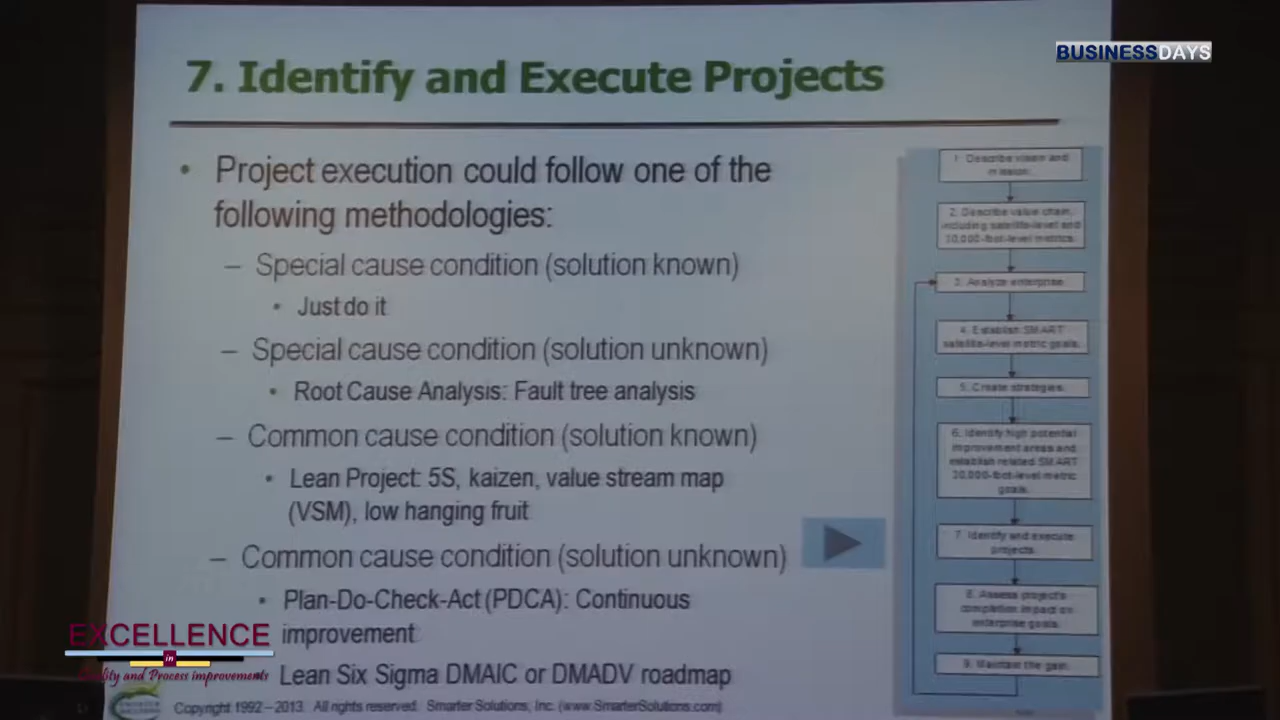 BUSINESSDAYS
7. Identify and Execute Projects
• Project execution could follow one of the
following methodologies:
– Special cause condition (solution known)
• Just do it
– Special cause condition (solution unknown)
• Root Cause Analysis: Fault tree analysis
– Common cause condition (solution known)
• Lean Project: 5S, kaizen, value stream map
(VSM), low hanging fruit
– Common cause condition (solution unknown)
• Plan-Do-Check-Act (PDCA): Continuous
improvement
Lean Six Sigma DMAIC or DMADV roadmap
Copyright 1992 – 2013. All rights reserved. Smarter Solutions, Inc. (www.SmarterSolutions.com)
1. Describe vision and
mission.
2. Describe value chain,
including satellite-level and
30,000-foot-level metrics.
3. Analyze enterprise.
4. Establish SMART
satellite-level metric goals.
5. Create strategies.
6. Identify high potential
improvement areas and
establish related SMART
30,000-foot-level metric
goals.
7. Identify and execute
projects.
8. Assess project's
completion impact on
enterprise goals.
9. Maintain the gain.
EXCELLENCE
in
Quality and Process improvements